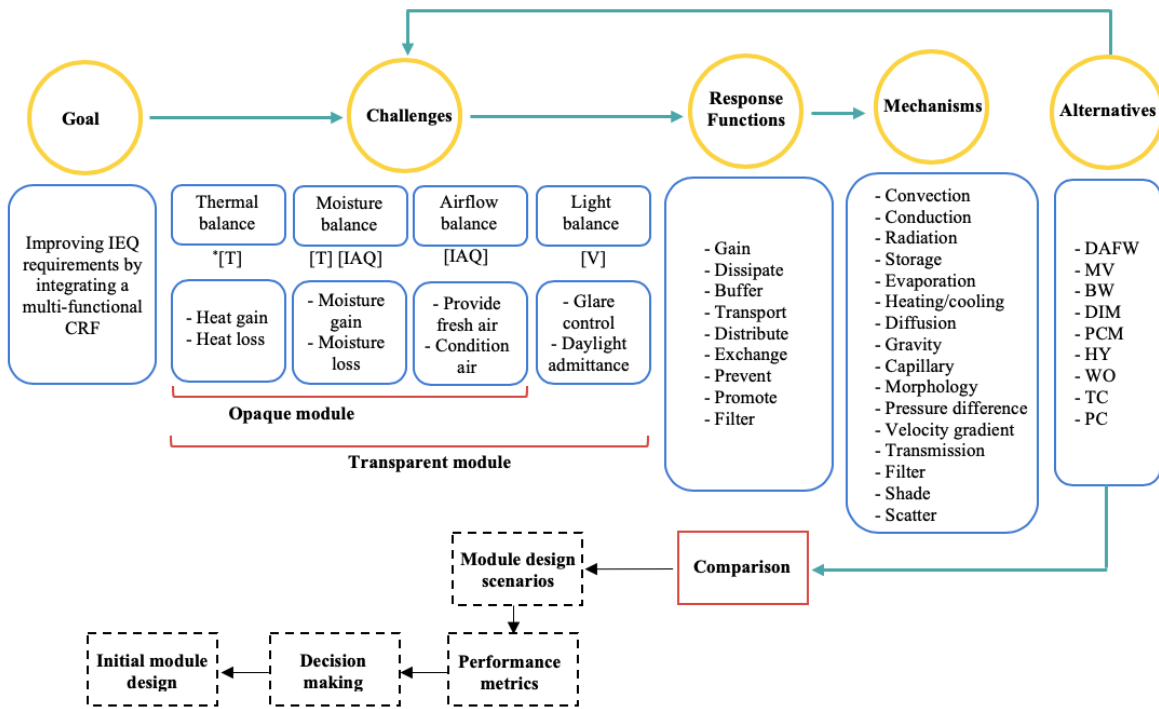 Goal
Challenges
Response
Functions
Mechanisms
Alternatives
Improving IEQ
requirements by
integrating a
multi-functional
CRF
Thermal
balance
*[T]
- Heat gain
- Heat loss
Moisture
balance
[T] [IAQ]
- Moisture
gain
- Moisture
loss
Airflow
balance
[IAQ]
- Provide
fresh air
- Condition
air
Light
balance
[V]
- Glare
control
- Daylight
admittance
Opaque module
Transparent module
- Gain
- Dissipate
- Buffer
- Transport
- Distribute
- Exchange
- Prevent
- Promote
- Filter
- Convection
- Conduction
- Radiation
- Storage
- Evaporation
- Heating/cooling
- Diffusion
- Gravity
- Capillary
- Morphology
- Pressure difference
- Velocity gradient
- Transmission
- Filter
- Shade
- Scatter
- DAFW
- MV
- BW
- DIM
- PCM
- HY
- WO
- TC
- PC
Comparison
Module design
scenarios
Performance
metrics
Decision
making
Initial module
design